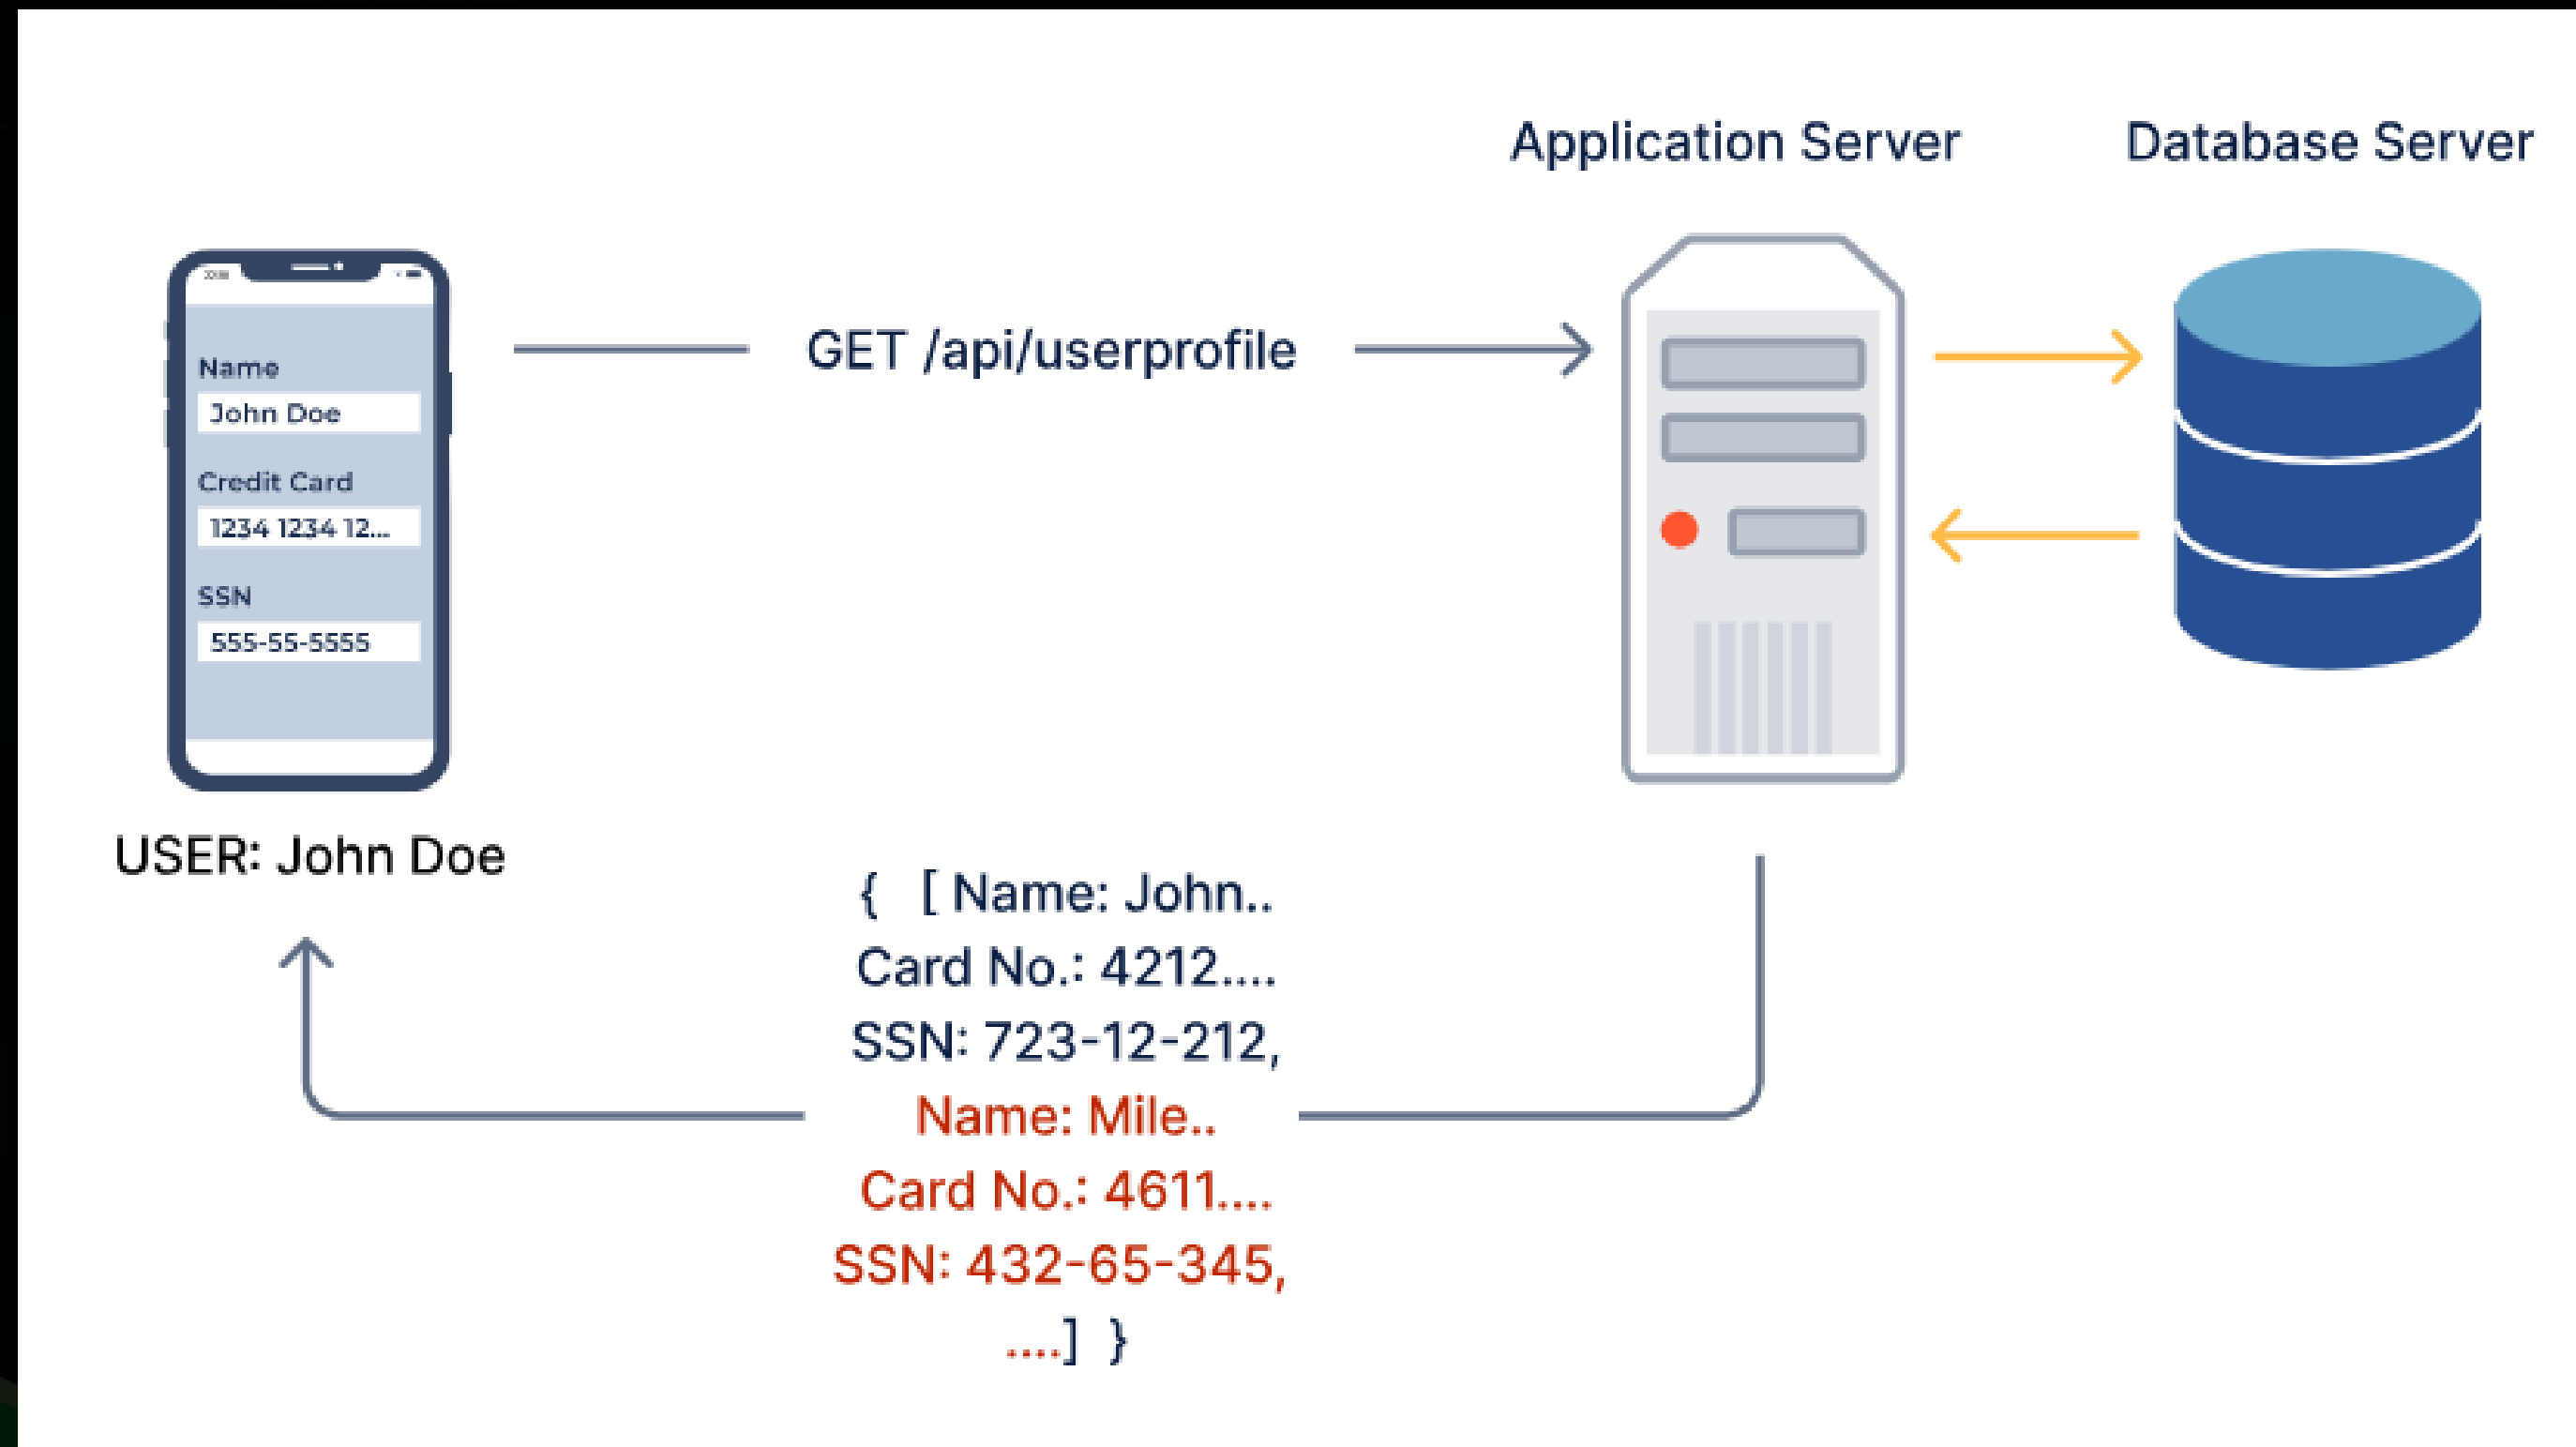 Application Server
Database Server
Name
John Doe
Credit Card
1234 1234 12...
SSN
555-55-5555
GET /api/userprofile
USER: John Doe
{ [ Name: John..
Card No.: 4212....
SSN: 723-12-212,
Name: Mile..
Card No.: 4611....
SSN: 432-65-345,
....] }